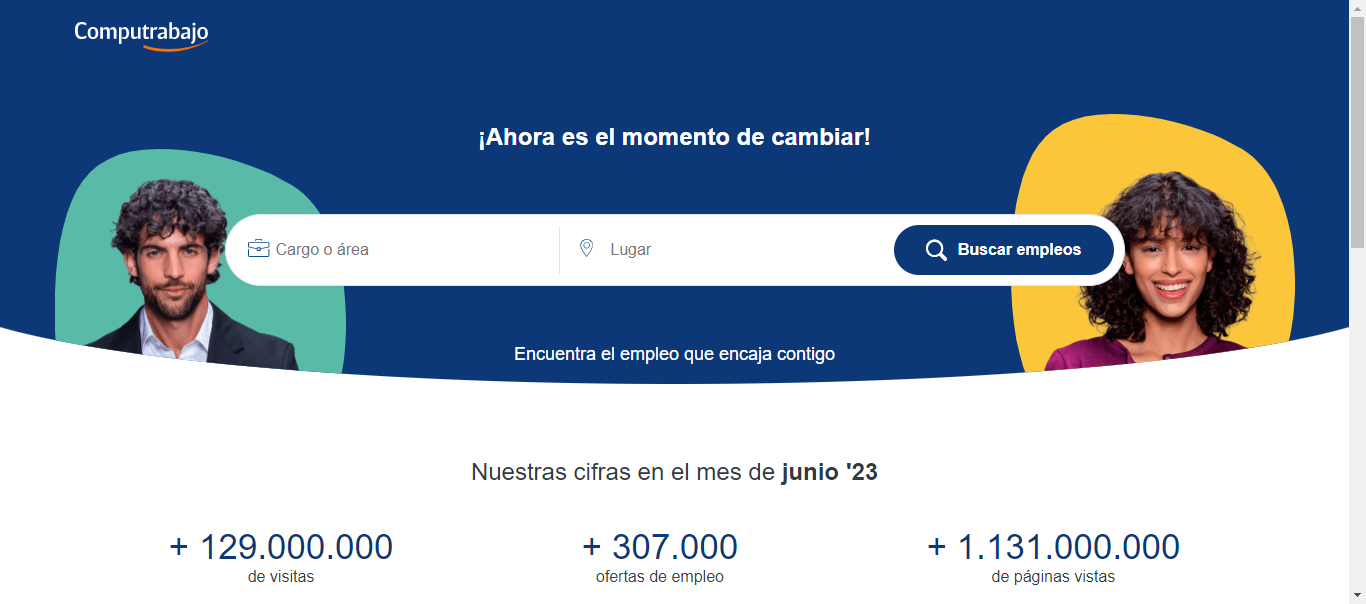 Computrabajo
¡Ahora es el momento de cambiar!
Cargo o área
Lugar
Buscar empleos
Encuentra el empleo que encaja contigo
Nuestras cifras en el mes de junio '23
+ 129.000.000
de visitas
+ 307.000
ofertas de empleo
+ 1.131.000.000
de páginas vistas